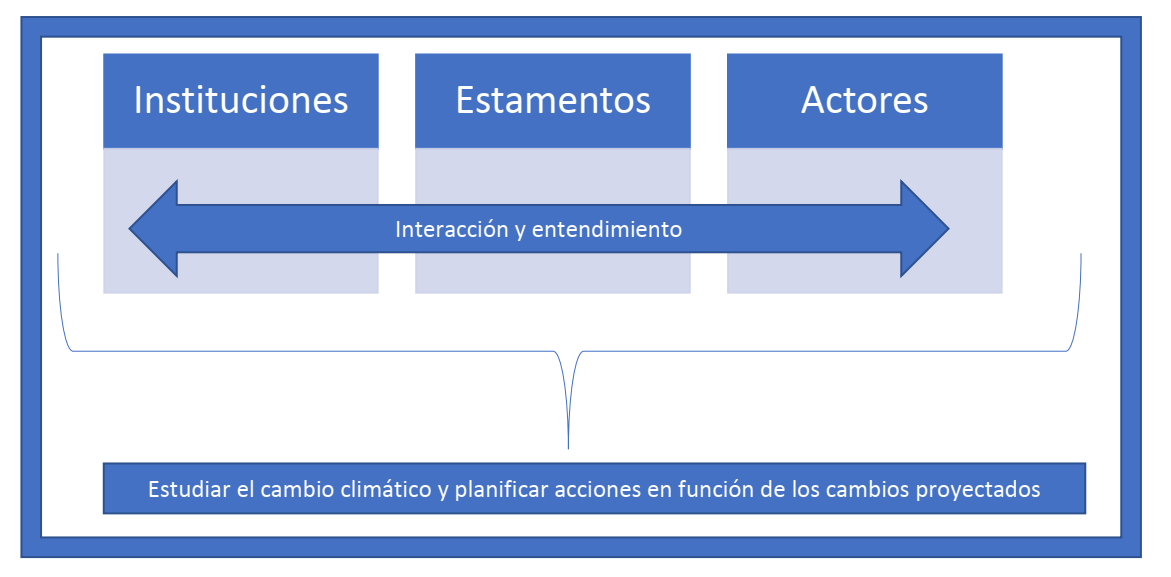 Instituciones
Estamentos
Actores
Interacción y entendimiento
Estudiar el cambio climático y planificar acciones en función de los cambios proyectados